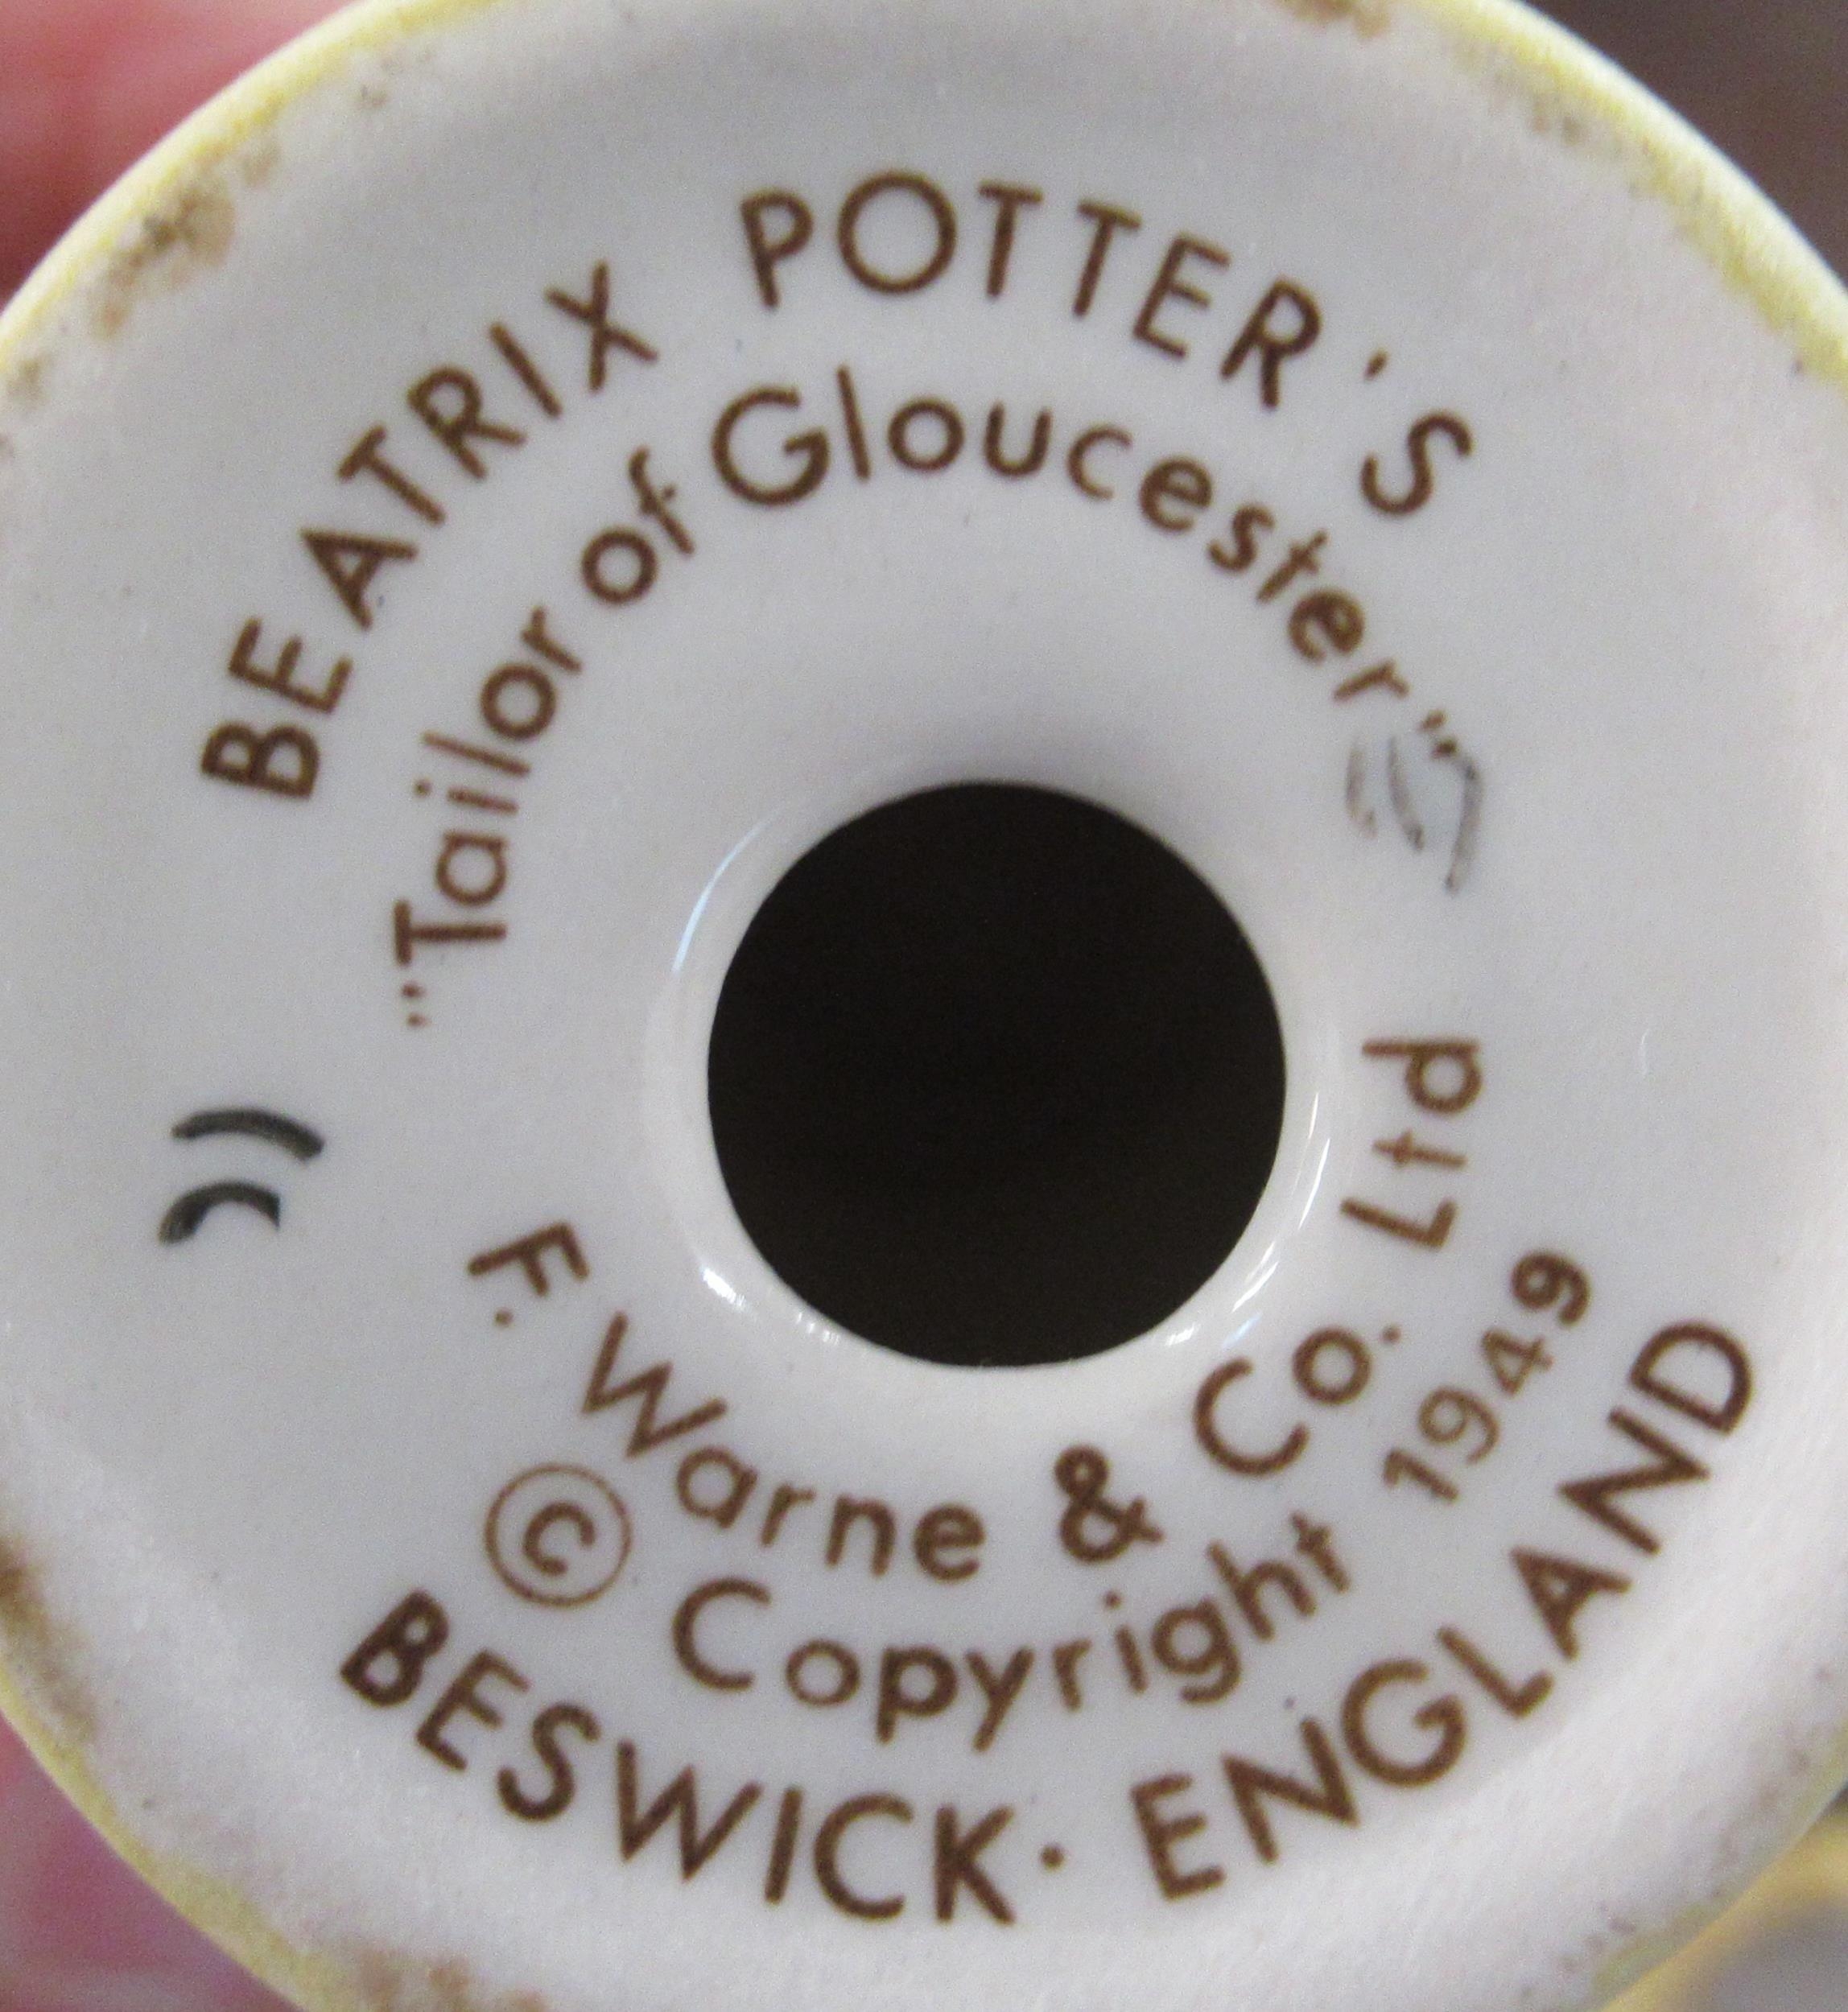 BEATRIX POTTER'S
"Tailor of Gloucester"
F. Warne & Co. Ltd
© Copyright 1949
BESWICK · ENGLAND